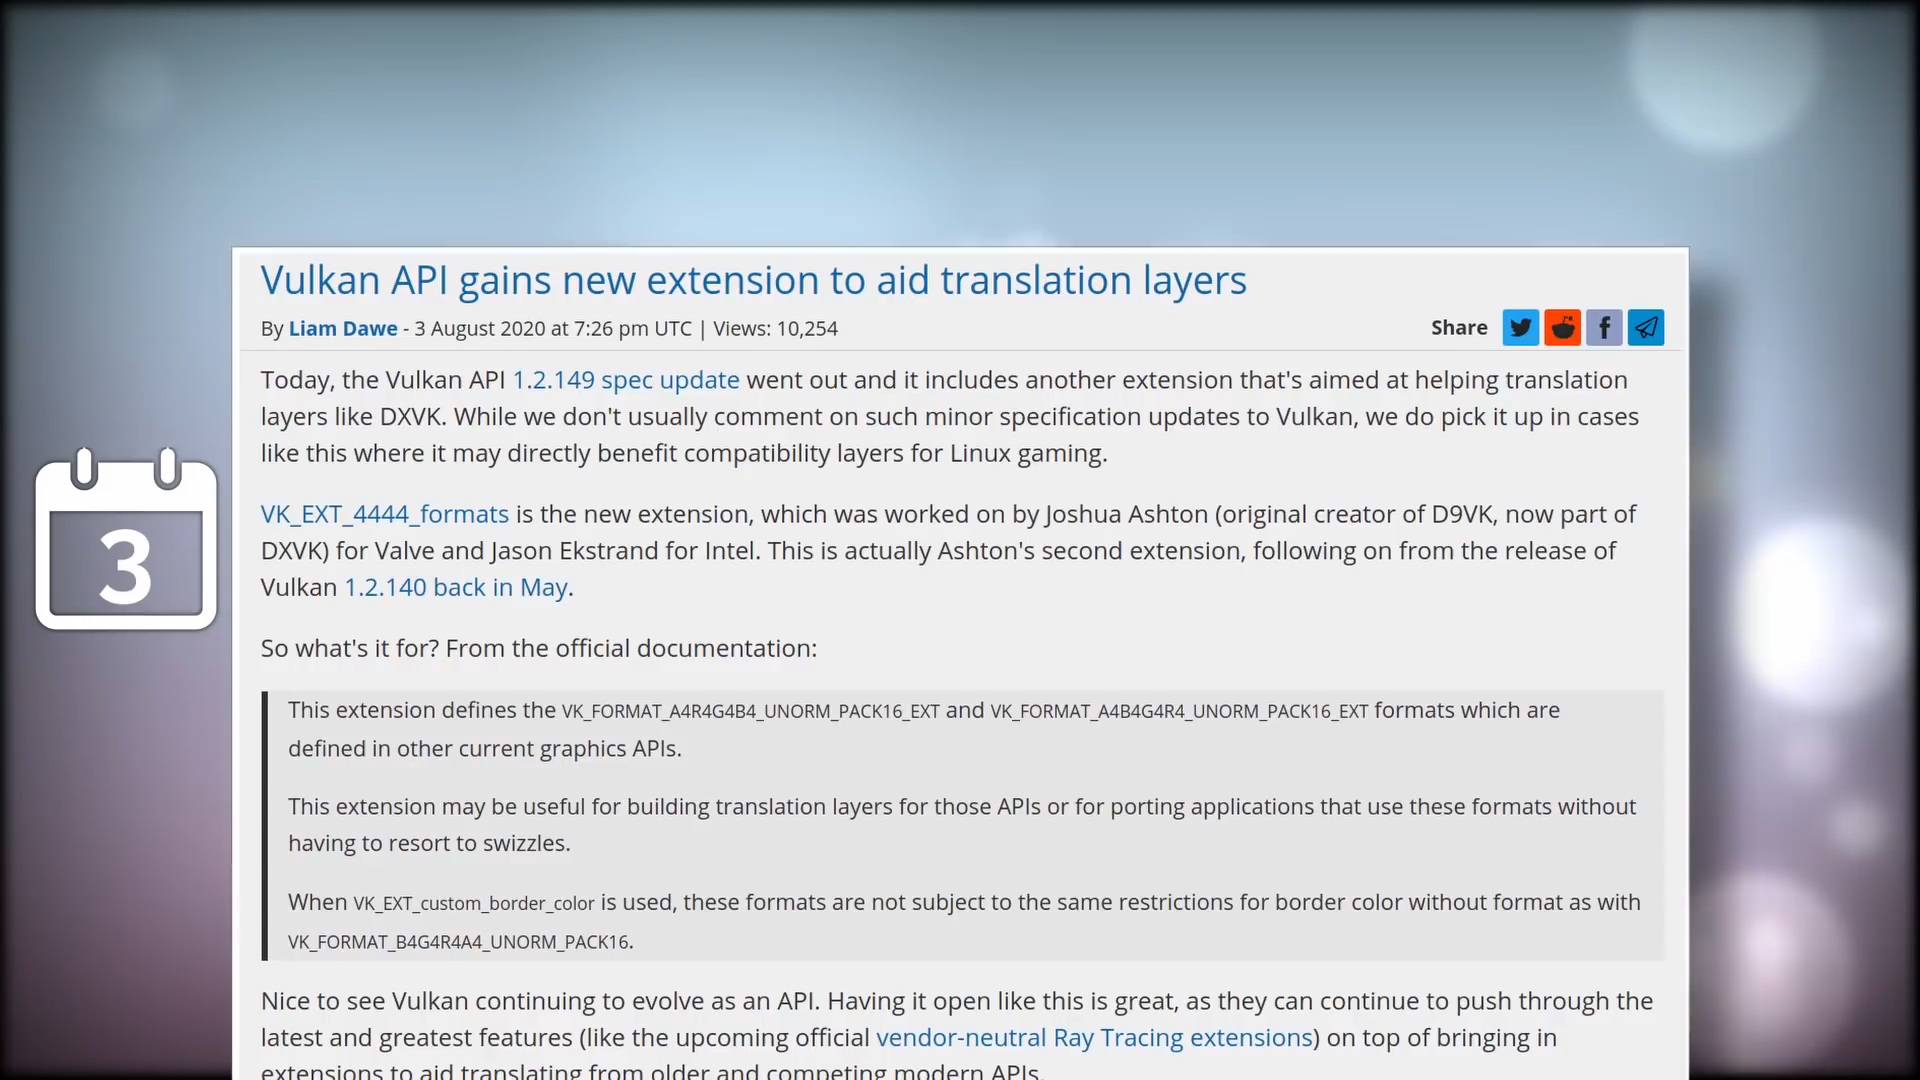 Vulkan API gains new extension to aid translation layers
By Liam Dawe - 3 August 2020 at 7:26 pm UTC | Views: 10,254
Share
Today, the Vulkan API 1.2.149 spec update went out and it includes another extension that's aimed at helping translation
layers like DXVK. While we don't usually comment on such minor specification updates to Vulkan, we do pick it up in cases
like this where it may directly benefit compatibility layers for Linux gaming.
3
VK_EXT_4444_formats is the new extension, which was worked on by Joshua Ashton (original creator of D9VK, now part of
DXVK) for Valve and Jason Ekstrand for Intel. This is actually Ashton's second extension, following on from the release of
Vulkan 1.2.140 back in May.
So what's it for? From the official documentation:
This extension defines the VK_FORMAT_A4R4G4B4_UNORM_PACK16_EXT and VK_FORMAT_A4B4G4R4_UNORM_PACK16_EXT formats which are
defined in other current graphics APIs.
This extension may be useful for building translation layers for those APIs or for porting applications that use these formats without
having to resort to swizzles.
When VK_EXT_custom_border_color is used, these formats are not subject to the same restrictions for border color without format as with
VK_FORMAT_B4G4R4A4_UNORM_PACK16.
Nice to see Vulkan continuing to evolve as an API. Having it open like this is great, as they can continue to push through the
latest and greatest features (like the upcoming official vendor-neutral Ray Tracing extensions) on top of bringing in
extensions to aid translating from older and competing modern APIs.